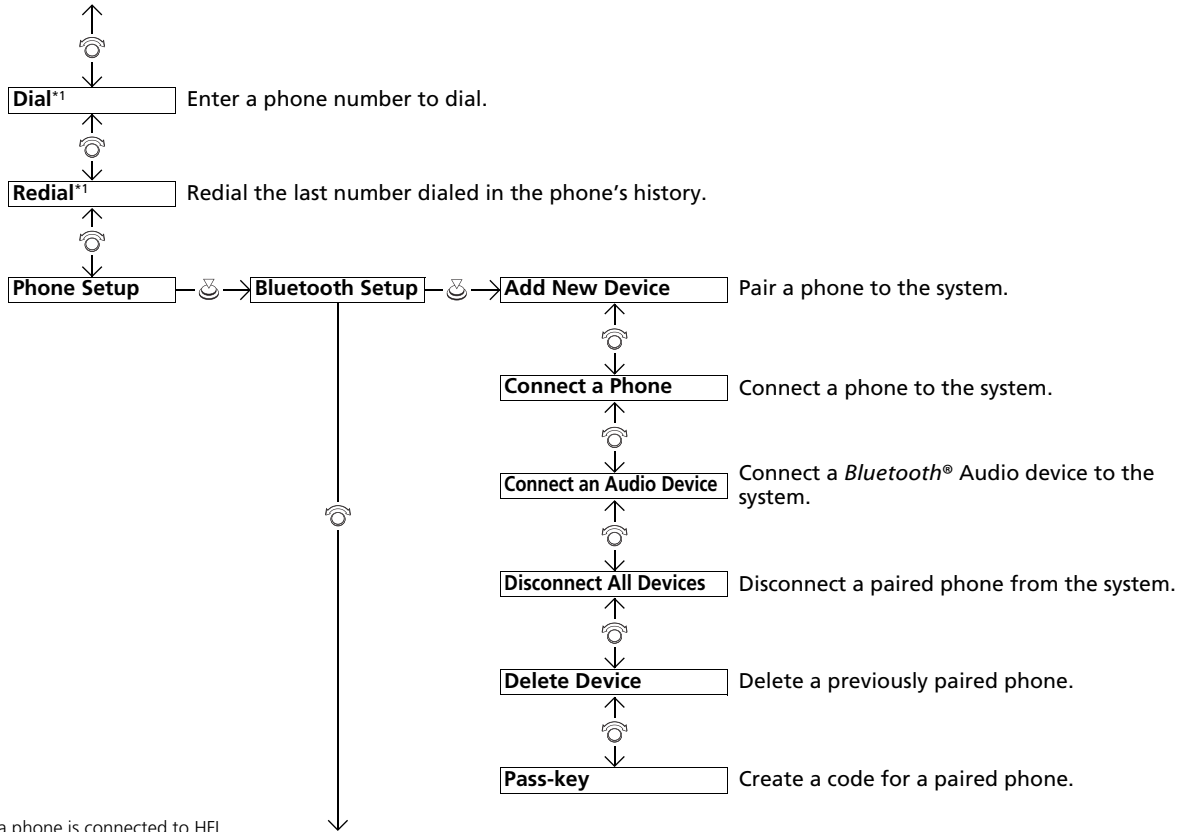 Dial*1 Enter a phone number to dial.
Redial*1 Redial the last number dialed in the phone's history.
Phone Setup Bluetooth Setup Add New Device Pair a phone to the system.
Connect a Phone Connect a phone to the system.
Connect an Audio Device Connect a Bluetooth® Audio device to the
system.
Disconnect All Devices Disconnect a paired phone from the system.
Delete Device Delete a previously paired phone.
Pass-key Create a code for a paired phone.
a phone is connected to HFL